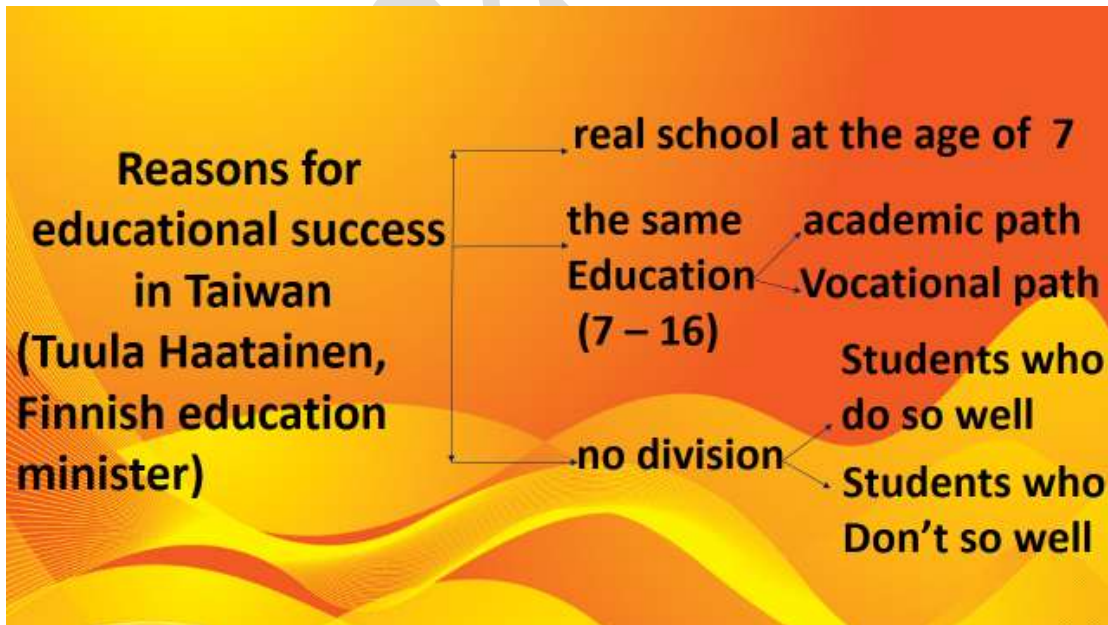 Reasons for
educational success
in Taiwan
(Tuula Haatainen,
Finnish education
minister)
real school at the age of 7
the same
Education
(7 – 16)
academic path
Vocational path
no division
Students who
do so well
Students who
Don't so well